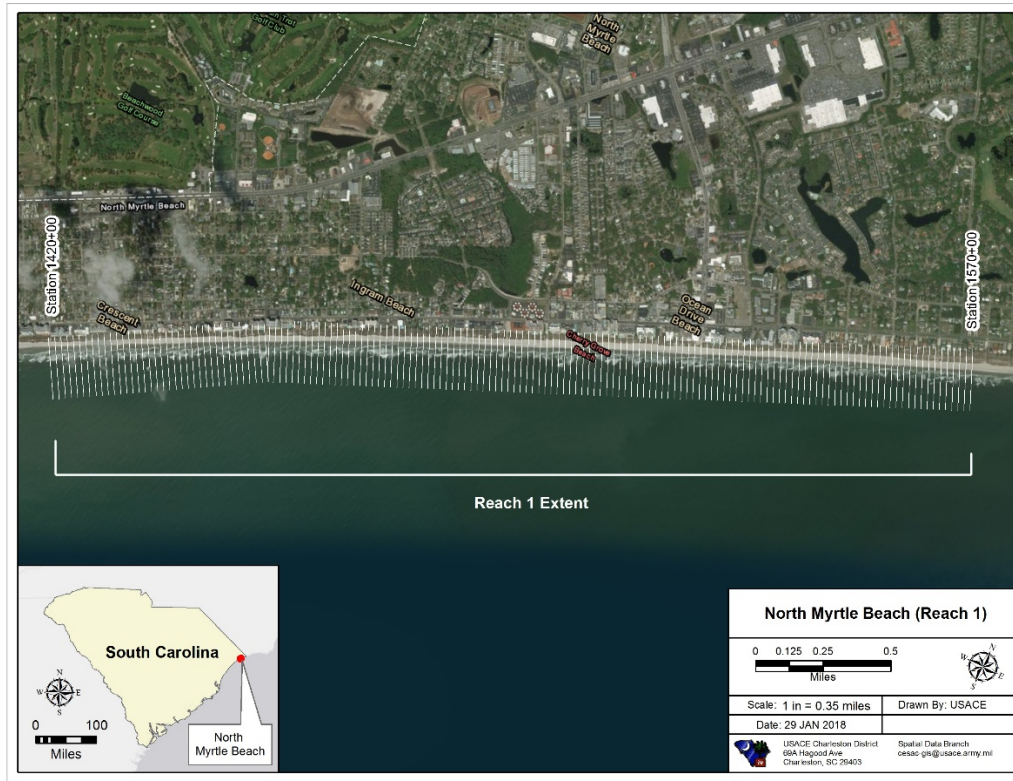 North
Myrtle
Beach
Golf Club
Beachwood
Golf Course
North Myrtle Beach
Station 1420+00
Station 1570+00
Crescent
Beach
Ingram Beach
Ocean
Drive
Beach
Cherry Grove
Beach
Reach 1 Extent
South Carolina
N
W
E
S
0 100
Miles
North
Myrtle Beach
North Myrtle Beach (Reach 1)
0 0.125 0.25 0.5
Miles
N
W
E
S
Scale: 1 in = 0.35 miles
Drawn By: USACE
Date: 29 JAN 2018
USACE Charleston District
69A Hagood Ave
Charleston, SC 29403
Spatial Data Branch
cesac-gis@usace.army.mil